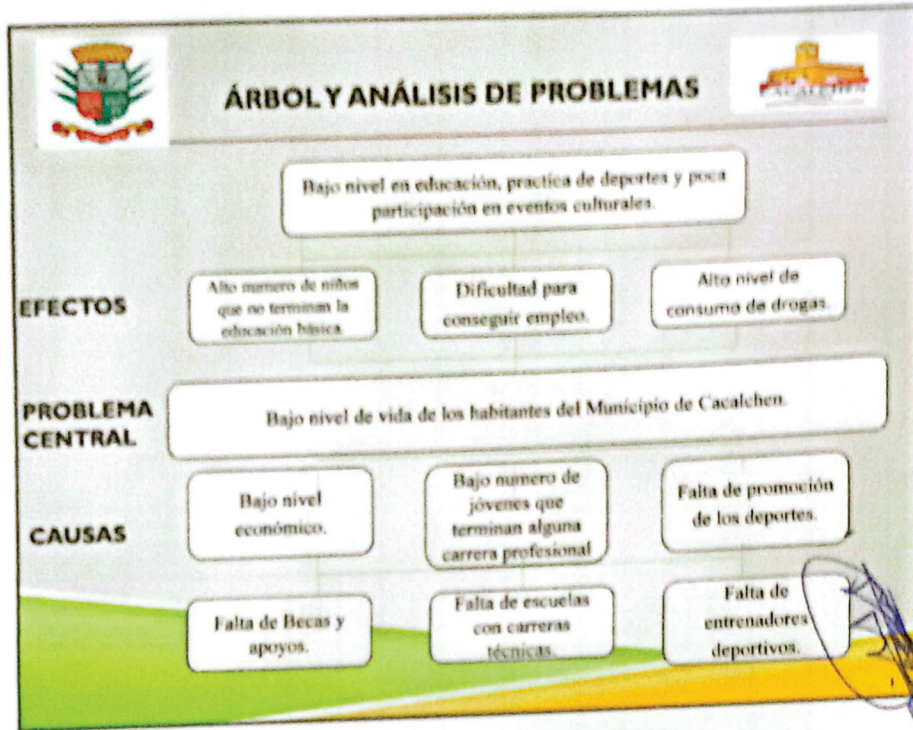 ÁRBOL Y ANÁLISIS DE PROBLEMAS
CACALCHEN
Bajo nivel en educación, practica de deportes y poca
participación en eventos culturales.
EFECTOS
Alto numero de niños
que no terminan la
educación básica
Dificultad para
conseguir empleo.
Alto nivel de
consumo de drogas.
PROBLEMA
CENTRAL
Bajo nivel de vida de los habitantes del Municipio de Cacalchen.
CAUSAS
Bajo nivel
económico.
Bajo numero de
jóvenes que
terminan alguna
carrera profesional
Falta de promoción
de los deportes.
Falta de Becas y
apoyos.
Falta de escuelas
con carreras
técnicas.
Falta de
entrenadores
deportivos.